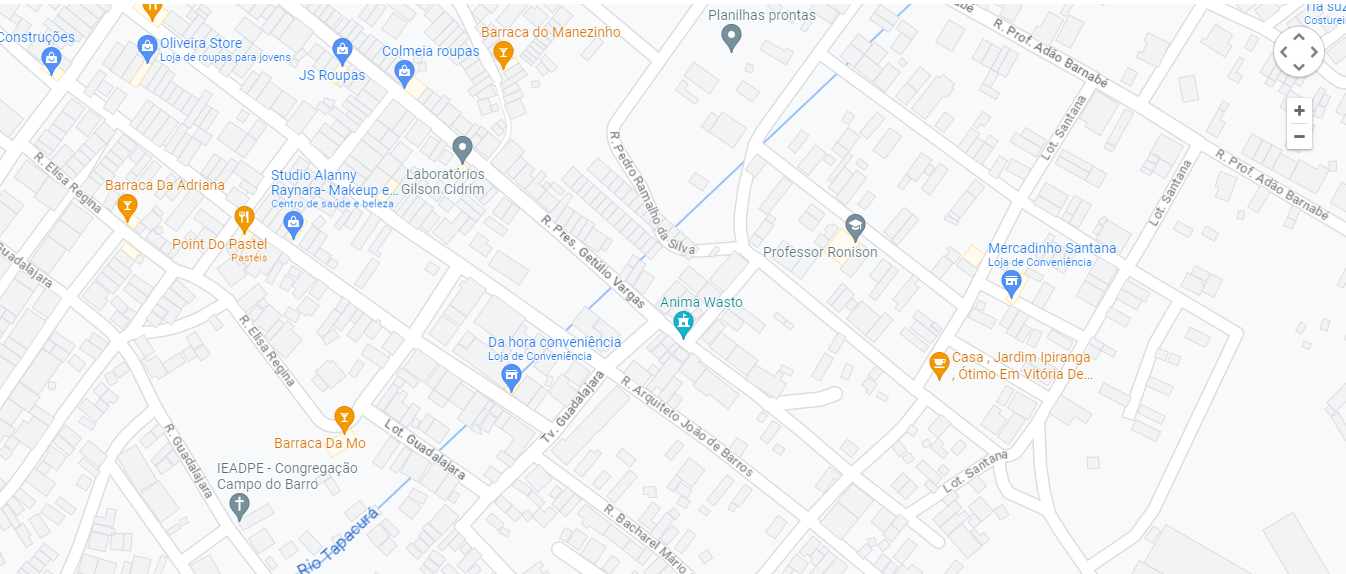 Planilhas prontas
R. Prof. Adão Barnabé
Construções
Oliveira Store
Loja de roupas para jovens
JS Roupas
Colmeia roupas
Barraca do Manezinho
Lot. Santana
R. Prof. Adão Barnabé
Lot. Santana
R. Pedro Ramalho da Silva
Laboratórios
Gilson Cidrim
R. Elisa Regina
Barraca Da Adriana
Studio Alanny
Raynara- Makeup e...
Centro de saúde e beleza
Point Do Pastel
Pastéis
R. Pres. Getúlio Vargas
Professor Ronison
Mercadinho Santana
Loja de Conveniência
Guadalajara
Anima Wasto
R. Elisa Regina
Da hora conveniência
Loja de Conveniência
Casa , Jardim Ipiranga
, Ótimo Em Vitória De...
Tv. Guadalajara
R. Arquiteto João de Barros
Barraca Da Mo
Lot. Guadalajara
R. Guadalajara
IEADPE - Congregação
Campo do Barro
Lot. Santana
Rio Tapacurá
R. Bacharel Mário
+
−